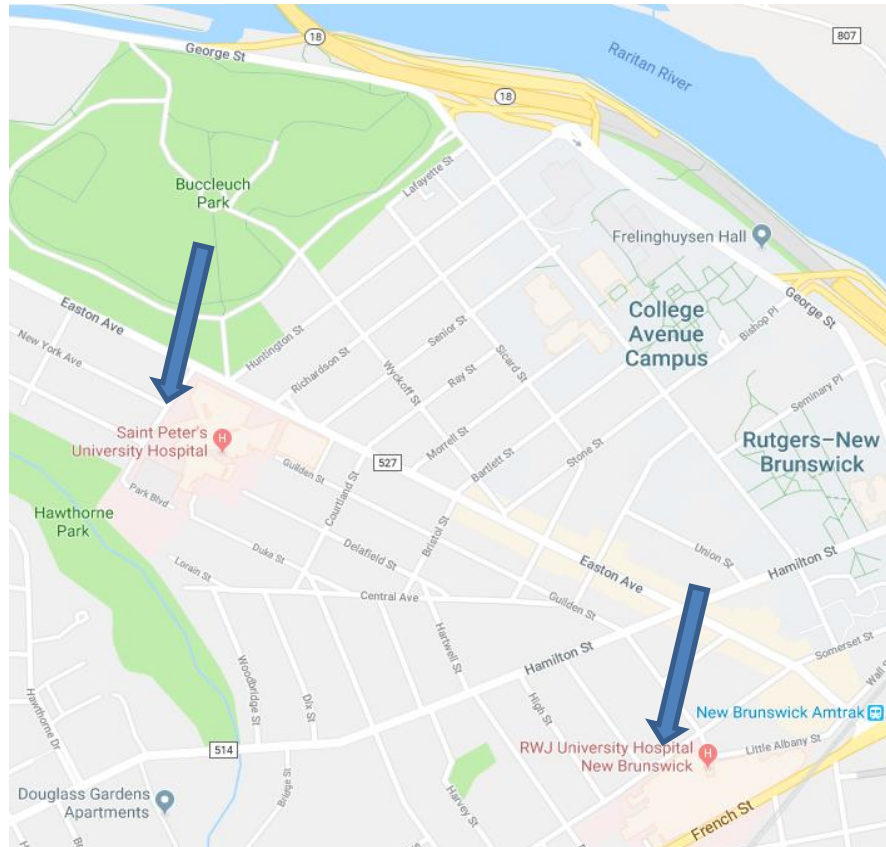 George St
18
807
Raritan River
18
Lafayette St
Buccleuch
Park
Frelinghuysen Hall
Easton Ave
College
Avenue
Campus
George St
Bishop Pl
New York Ave
Huntington St
Senior St
Richardson St
Wyckoff St
Sicard St
Ray St
Seminary Pl
Saint Peter's
University Hospital
H
Morrell St
Rutgers–New
Brunswick
527
Bartlett St
Stone St
Guilden St
Courtland St
Park Blvd
Hawthorne
Park
Bristol St
Union St
Hamilton St
Duke St
Delafield St
Easton Ave
Lorain St
Central Ave
Guilden St
Hartwell St
Hamilton St
Somerset St
Woodbridge St
Wall
Hawthorne Dr
Dix St
High St
New Brunswick Amtrak
514
RWJ University Hospital
New Brunswick
H
Little Albany St
Douglass Gardens
Apartments
Bridge St
Harvey St
French St